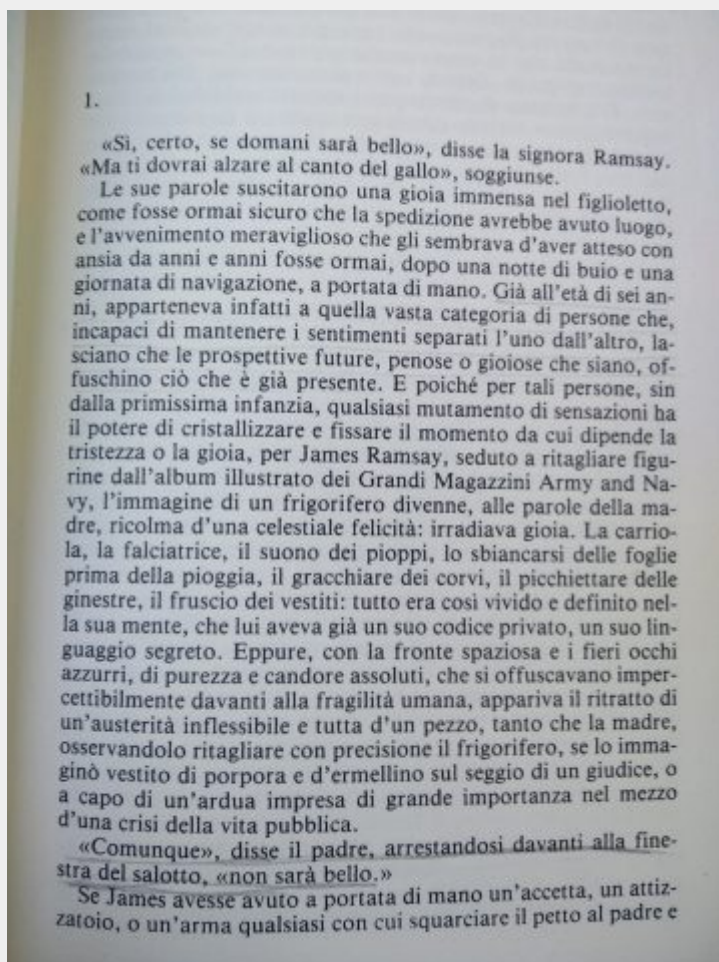 1.
«Sì, certo, se domani sarà bello», disse la signora Ramsay.
«Ma ti dovrai alzare al canto del gallo», soggiunse.
Le sue parole suscitarono una gioia immensa nel figlioletto,
come fosse ormai sicuro che la spedizione avrebbe avuto luogo,
e l'avvenimento meraviglioso che gli sembrava d'aver atteso con
ansia da anni e anni fosse ormai, dopo una notte di buio e una
giornata di navigazione, a portata di mano. Già all'età di sei an-
ni, apparteneva infatti a quella vasta categoria di persone che,
incapaci di mantenere i sentimenti separati l'uno dall'altro, la-
sciano che le prospettive future, penose o gioiose che siano, of-
fuschino ciò che è già presente. E poiché per tali persone, sin
dalla primissima infanzia, qualsiasi mutamento di sensazioni ha
il potere di cristallizzare e fissare il momento da cui dipende la
tristezza o la gioia, per James Ramsay, seduto a ritagliare figu-
rine dall'album illustrato dei Grandi Magazzini Army and Na-
vy, l'immagine di un frigorifero divenne, alle parole della ma-
dre, ricolma d'una celestiale felicità: irradiava gioia. La carrio-
la, la falciatrice, il suono dei pioppi, lo sbiancarsi delle foglie
prima della pioggia, il gracchiare dei corvi, il picchiettare delle
ginestre, il fruscio dei vestiti: tutto era così vivido e definito nel-
la sua mente, che lui aveva già un suo codice privato, un suo lin-
guaggio segreto. Eppure, con la fronte spaziosa e i fieri occhi
azzurri, di purezza e candore assoluti, che si offuscavano imper-
cettibilmente davanti alla fragilità umana, appariva il ritratto di
un'austerità inflessibile e tutta d'un pezzo, tanto che la madre,
osservandolo ritagliare con precisione il frigorifero, se lo imma-
ginò vestito di porpora e d'ermellino sul seggio di un giudice, o
a capo di un'ardua impresa di grande importanza nel mezzo
d'una crisi della vita pubblica.
«Comunque», disse il padre, arrestandosi davanti alla fine-
stra del salotto, «non sarà bello.»
Se James avesse avuto a portata di mano un'accetta, un attiz-
zatoio, o un'arma qualsiasi con cui squarciare il petto al padre e